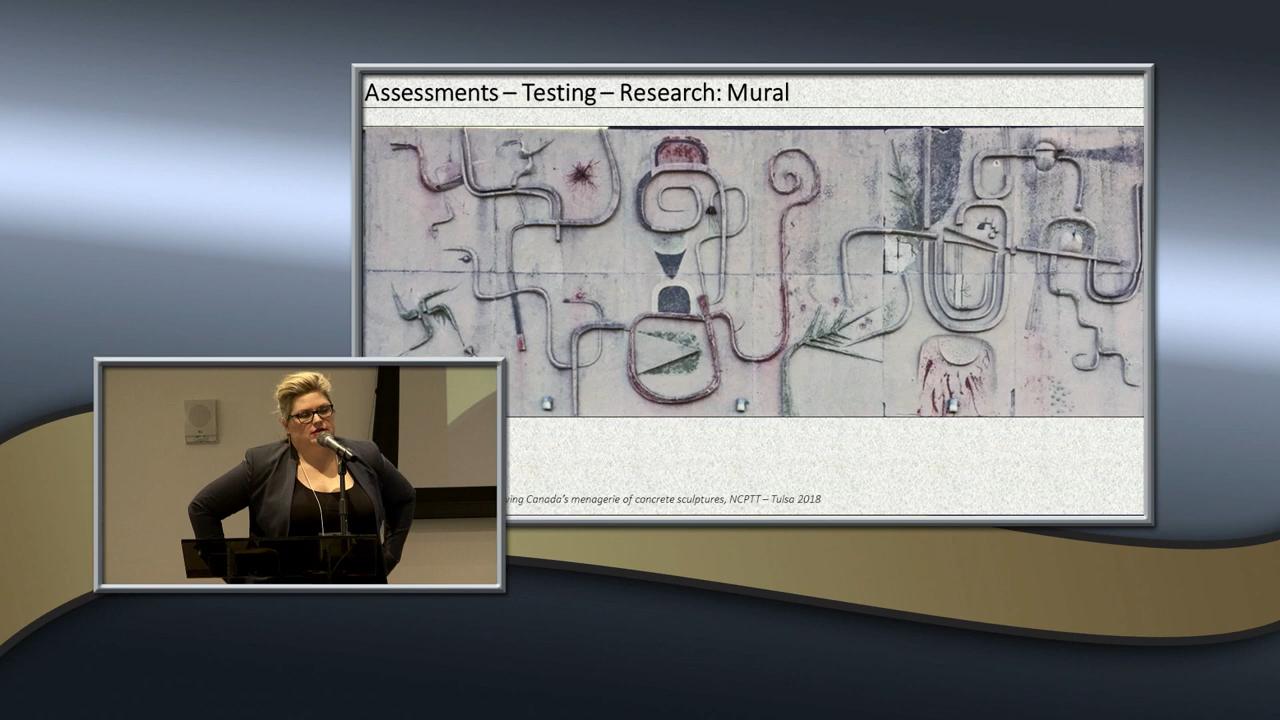 Assessments – Testing – Research: Mural
Canada's menagerie of concrete sculptures, NCPTT – Tulsa 2018